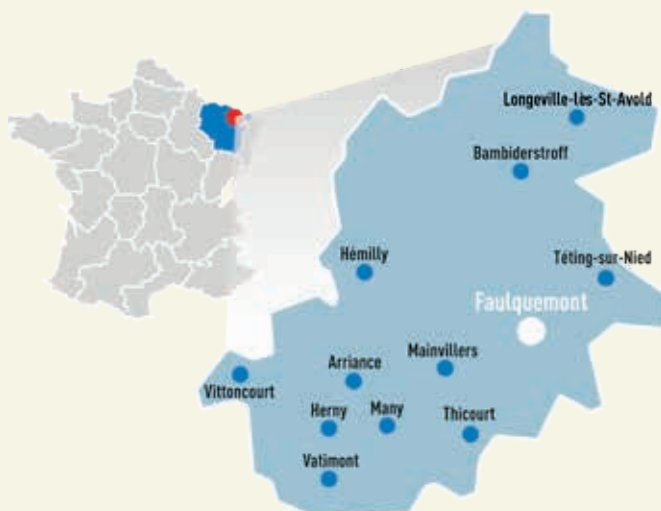 Longeville-lès-St-Avold
Bambiderstroff
Hémilly
Téting-sur-Nied
Faulquemont
Mainvillers
Arriance
Vittoncourt
Herny
Many
Thicourt
Vatimont